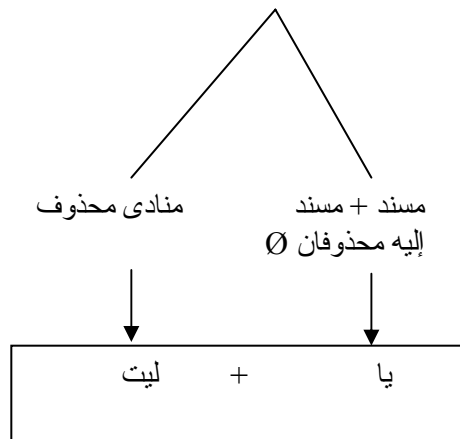 مسند + مسند
إليه محذوفان Ø
منادى محذوف
يا + ليت